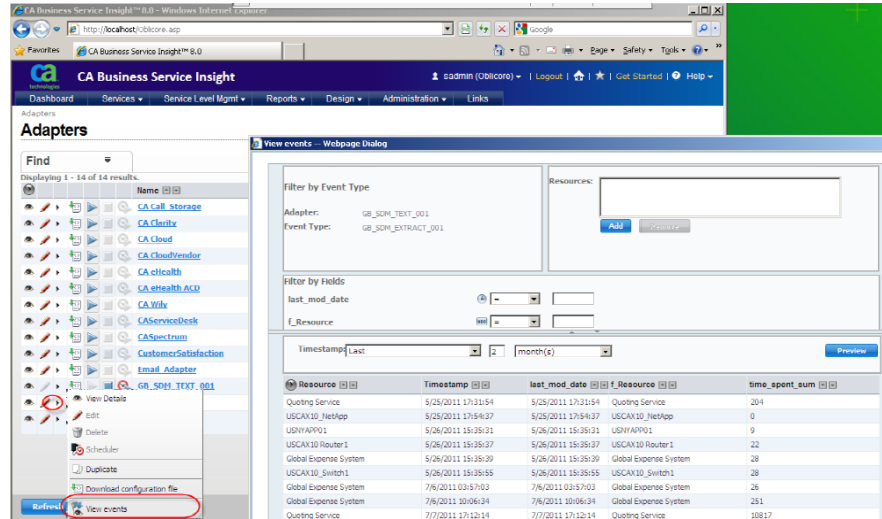 CA Business Service Insight™ 8.0 - Windows Internet Explorer
http://localhost/Oblicore.asp
Google
Favorites
CA Business Service Insight™ 8.0
Page
Safety
Tools
ca
technologies
CA Business Service Insight
sadmin (Oblicore)
Logout
Get Started
Help
Dashboard
Services
Service Level Mgmt
Reports
Design
Administration
Links
Adapters
Adapters
Find
Displaying 1 - 14 of 14 results.
Name
CA Call_Storage
CA Clarity
CA Cloud
CA CloudVendor
CA eHealth
CA eHealth ACD
CA Wily
CAServiceDesk
CASpectrum
CustomerSatisfaction
Email_Adapter
GB_SDM_TEXT_001
View Details
Edit
Delete
Scheduler
Duplicate
Download configuration file
View events
Refresh
View events -- Webpage Dialog
Filter by Event Type
Adapter: GB_SDM_TEXT_001
Event Type: GB_SDM_EXTRACT_001
Resources:
Add
Remove
Filter by Fields
last_mod_date =
f_Resource =
Timestamp: Last 2 month(s)
Preview
Resource Timestamp last_mod_date f_Resource time_spent_sum
Quoting Service 5/25/2011 17:31:54 5/25/2011 17:31:54 Quoting Service 204
USCAX10_NetApp 5/25/2011 17:54:37 5/25/2011 17:54:37 USCAX10_NetApp 0
USNYAPP01 5/26/2011 15:35:31 5/26/2011 15:35:31 USNYAPP01 9
USCAX10 Router1 5/26/2011 15:35:37 5/26/2011 15:35:37 USCAX10 Router1 22
Global Expense System 5/26/2011 15:35:39 5/26/2011 15:35:39 Global Expense System 28
USCAX10_Switch1 5/26/2011 15:35:55 5/26/2011 15:35:55 USCAX10_Switch1 28
Global Expense System 7/6/2011 03:57:03 7/6/2011 03:57:03 Global Expense System 26
Global Expense System 7/6/2011 10:06:34 7/6/2011 10:06:34 Global Expense System 251
Quoting Service 7/7/2011 17:12:14 7/7/2011 17:12:14 Quoting Service 10817